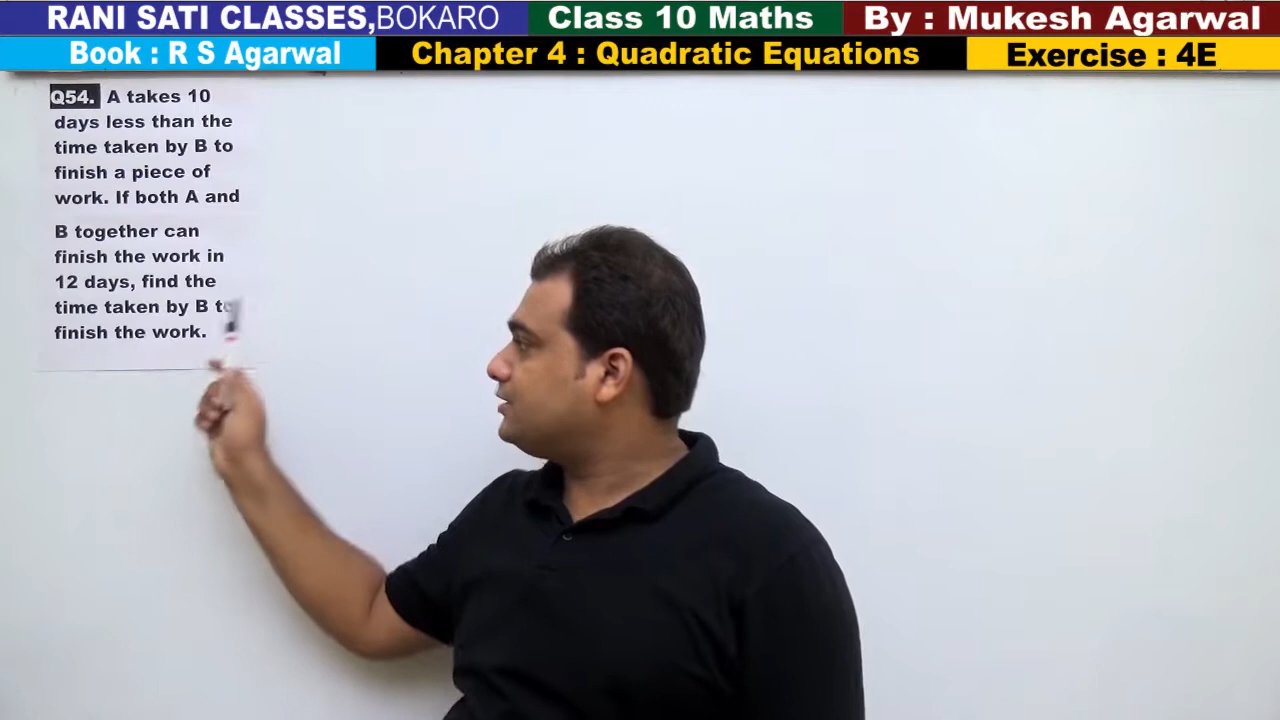 RANI SATI CLASSES,BOKARO Class 10 Maths By : Mukesh Agarwal
Book : R S Agarwal Chapter 4 : Quadratic Equations Exercise : 4E
Q54. A takes 10
days less than the
time taken by B to
finish a piece of
work. If both A and
B together can
finish the work in
12 days, find the
time taken by B to
finish the work.